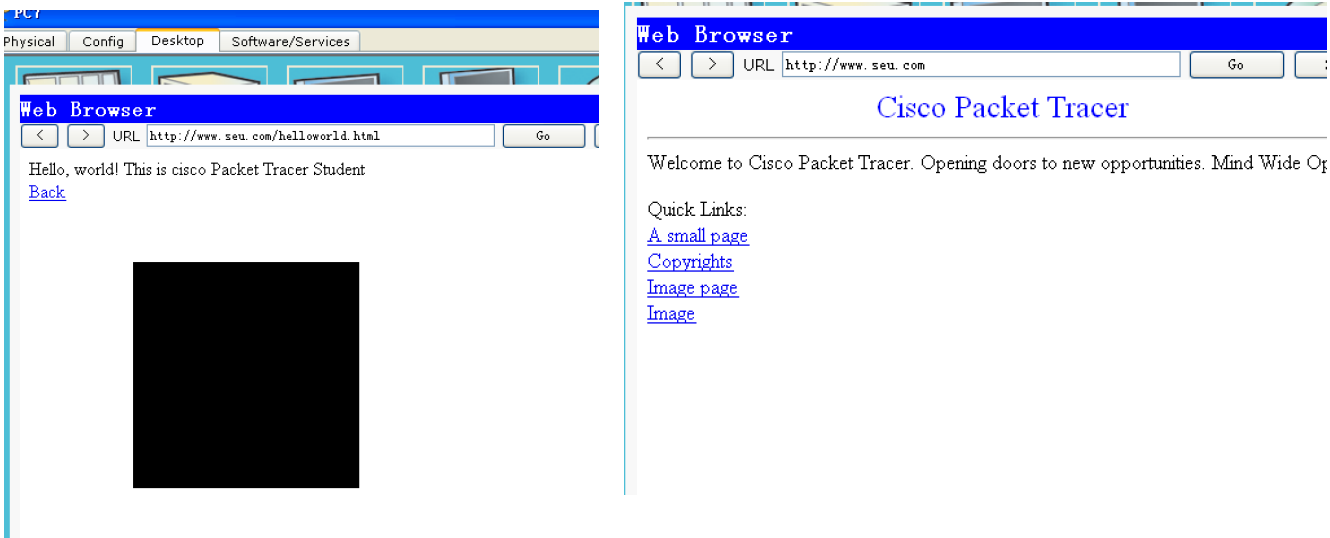 PC7
Physical Config Desktop Software/Services
Web Browser
< > URL http://www.seu.com/helloworld.html Go
Hello, world! This is cisco Packet Tracer Student
Back
Web Browser
< > URL http://www.seu.com Go
Cisco Packet Tracer
Welcome to Cisco Packet Tracer. Opening doors to new opportunities. Mind Wide Op
Quick Links:
A small page
Copyrights
Image page
Image